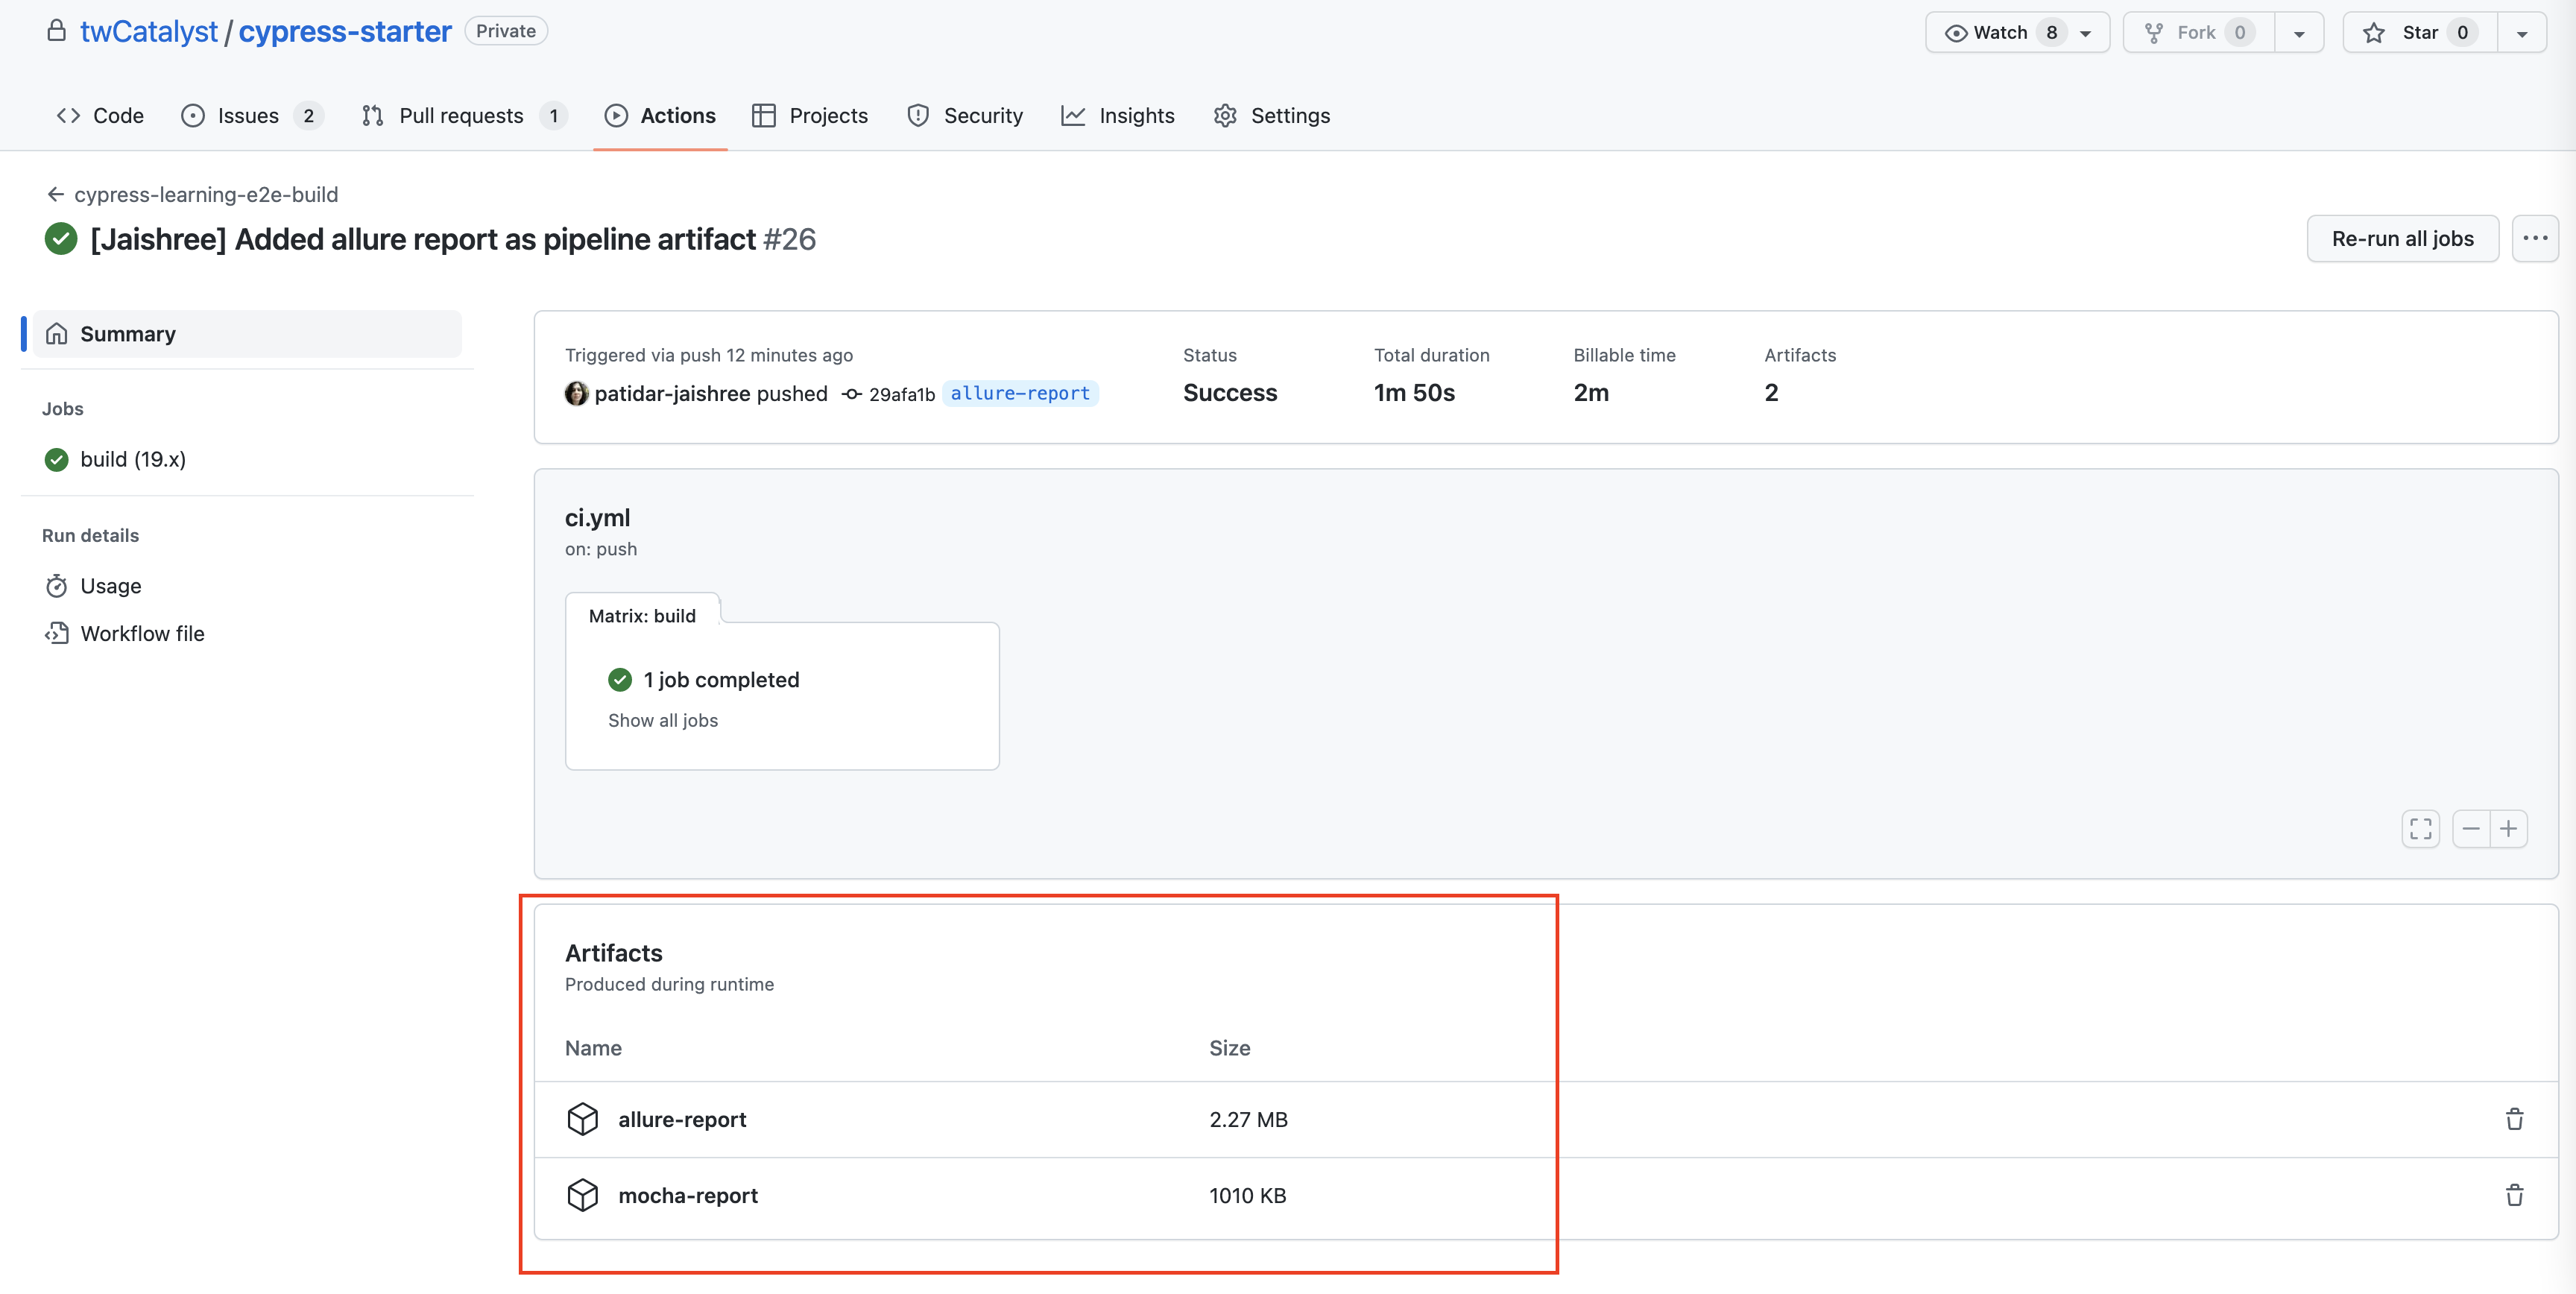 twCatalyst / cypress-starter Private
Watch 8 Fork 0 Star 0
Code Issues 2 Pull requests 1 Actions Projects Security Insights Settings
cypress-learning-e2e-build
[Jaishree] Added allure report as pipeline artifact #26
Re-run all jobs
Summary
Jobs
build (19.x)
Run details
Usage
Workflow file
Triggered via push 12 minutes ago
patidar-jaishree pushed 29afa1b allure-report
Status
Success
Total duration
1m 50s
Billable time
2m
Artifacts
2
ci.yml
on: push
Matrix: build
1 job completed
Show all jobs
Artifacts
Produced during runtime
Name Size
allure-report 2.27 MB
mocha-report 1010 KB